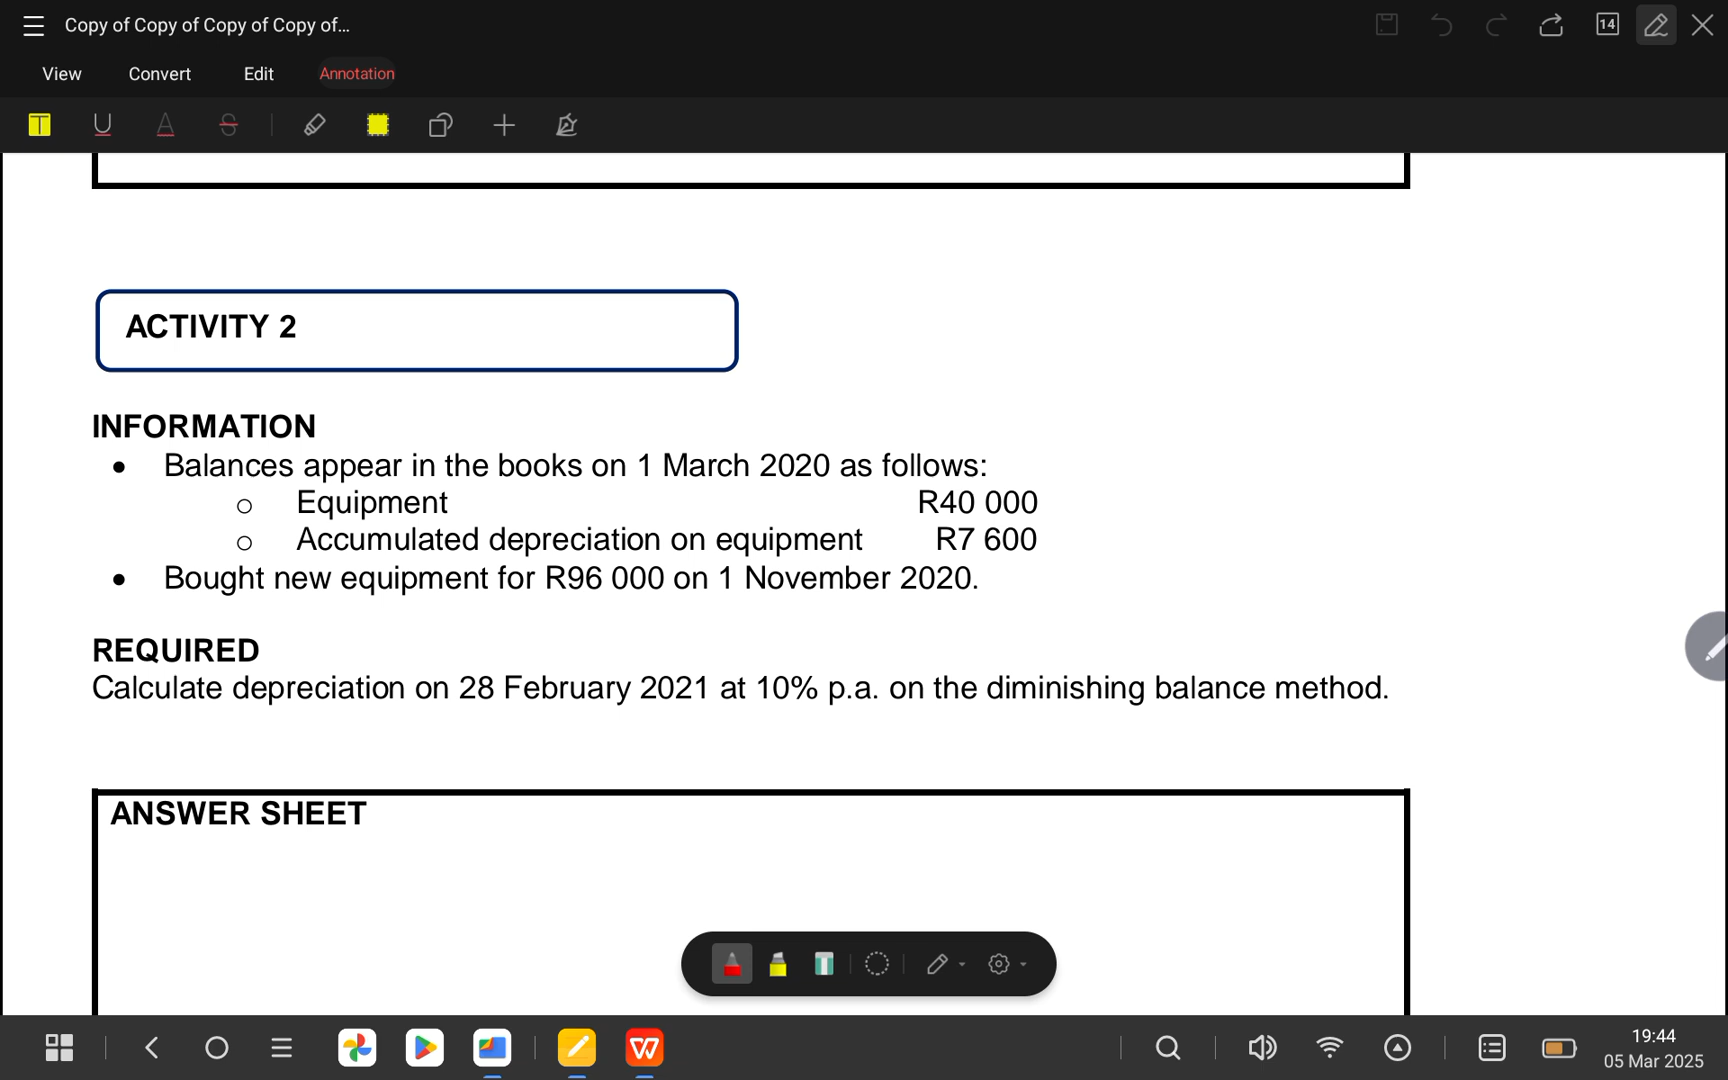 Copy of Copy of Copy of Copy of...
14
View Convert Edit Annotation
T U A S
ACTIVITY 2
INFORMATION
• Balances appear in the books on 1 March 2020 as follows:
o Equipment R40 000
o Accumulated depreciation on equipment R7 600
• Bought new equipment for R96 000 on 1 November 2020.
REQUIRED
Calculate depreciation on 28 February 2021 at 10% p.a. on the diminishing balance method.
ANSWER SHEET
W
19:44
05 Mar 2025